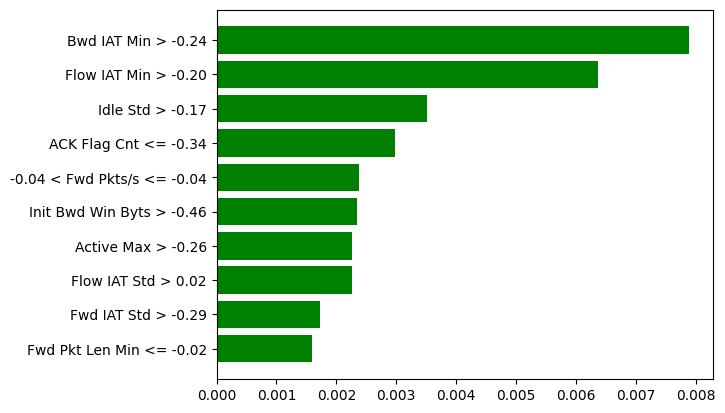 Bwd IAT Min > -0.24
Flow IAT Min > -0.20
Idle Std > -0.17
ACK Flag Cnt <= -0.34
-0.04 < Fwd Pkts/s <= -0.04
Init Bwd Win Byts > -0.46
Active Max > -0.26
Flow IAT Std > 0.02
Fwd IAT Std > -0.29
Fwd Pkt Len Min <= -0.02
0.000 0.001 0.002 0.003 0.004 0.005 0.006 0.007 0.008